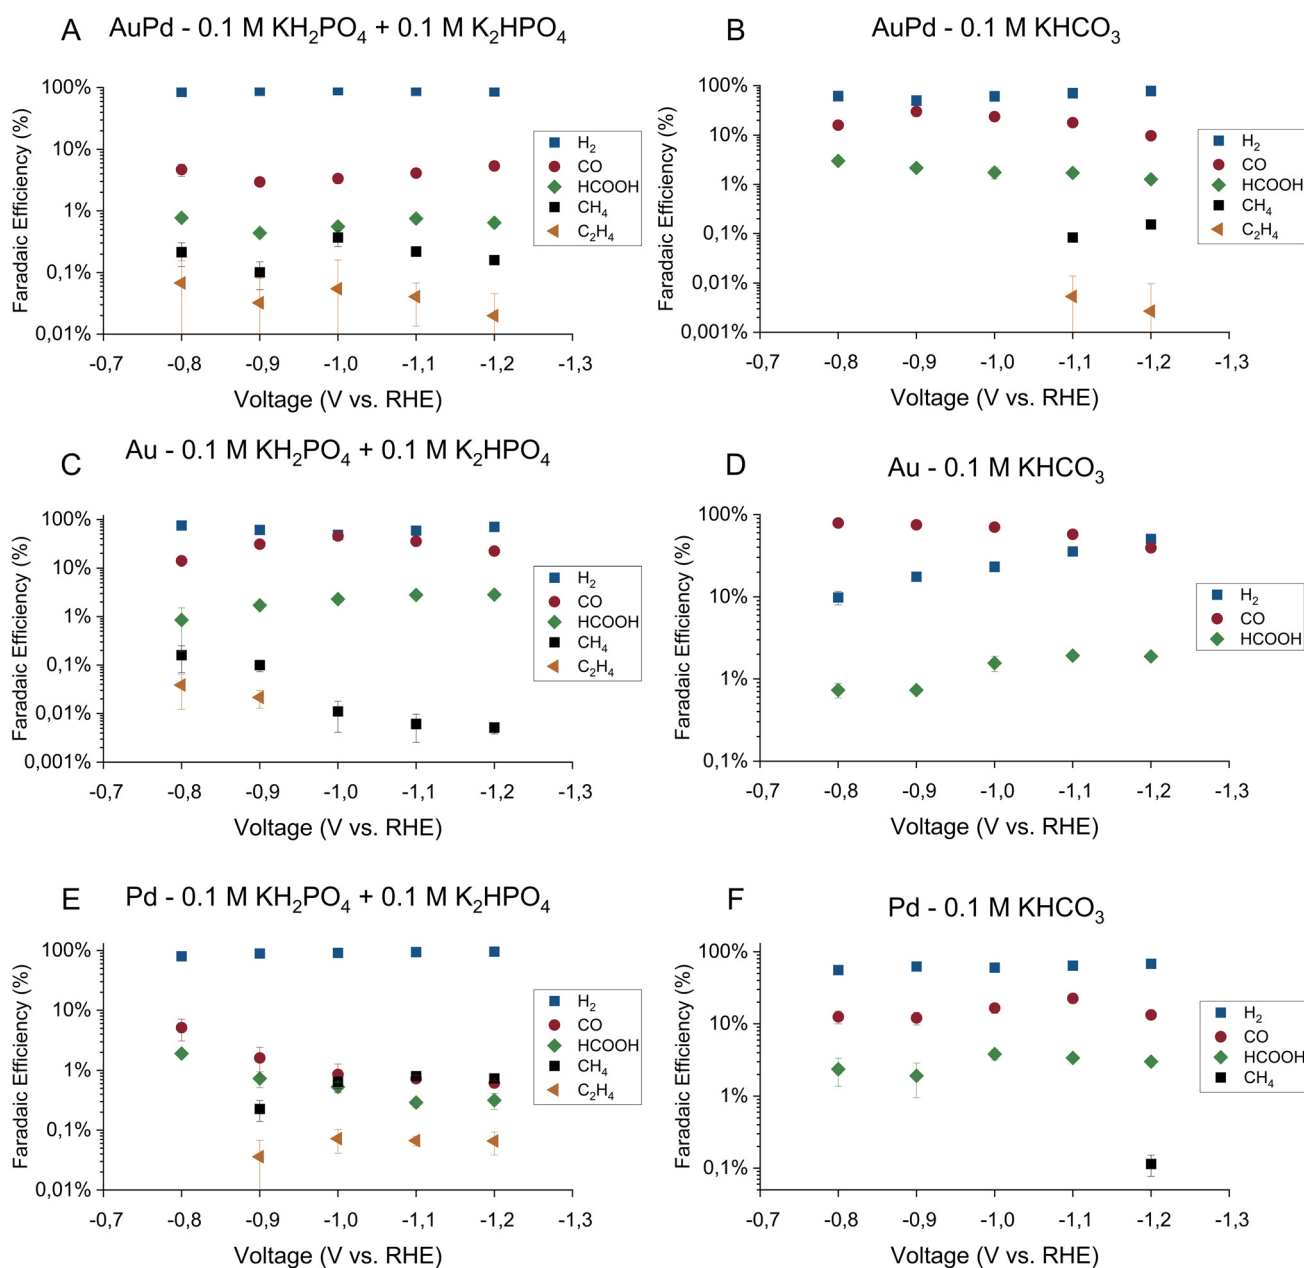 A AuPd - 0.1 M KH₂PO₄ + 0.1 M K₂HPO₄
Faradaic Efficiency (%)
100%
10%
1%
0,1%
0,01%
-0,7 -0,8 -0,9 -1,0 -1,1 -1,2 -1,3
Voltage (V vs. RHE)
H₂
CO
HCOOH
CH₄
C₂H₄
B AuPd - 0.1 M KHCO₃
Faradaic Efficiency (%)
100%
10%
1%
0,1%
0,01%
0,001%
-0,7 -0,8 -0,9 -1,0 -1,1 -1,2 -1,3
Voltage (V vs. RHE)
H₂
CO
HCOOH
CH₄
C₂H₄
C Au - 0.1 M KH₂PO₄ + 0.1 M K₂HPO₄
Faradaic Efficiency (%)
100%
10%
1%
0,1%
0,01%
0,001%
-0,7 -0,8 -0,9 -1,0 -1,1 -1,2 -1,3
Voltage (V vs. RHE)
H₂
CO
HCOOH
CH₄
C₂H₄
D Au - 0.1 M KHCO₃
Faradaic Efficiency (%)
100%
10%
1%
0,1%
-0,7 -0,8 -0,9 -1,0 -1,1 -1,2 -1,3
Voltage (V vs. RHE)
H₂
CO
HCOOH
E Pd - 0.1 M KH₂PO₄ + 0.1 M K₂HPO₄
Faradaic Efficiency (%)
100%
10%
1%
0,1%
0,01%
-0,7 -0,8 -0,9 -1,0 -1,1 -1,2 -1,3
Voltage (V vs. RHE)
H₂
CO
HCOOH
CH₄
C₂H₄
F Pd - 0.1 M KHCO₃
Faradaic Efficiency (%)
100%
10%
1%
0,1%
-0,7 -0,8 -0,9 -1,0 -1,1 -1,2 -1,3
Voltage (V vs. RHE)
H₂
CO
HCOOH
CH₄